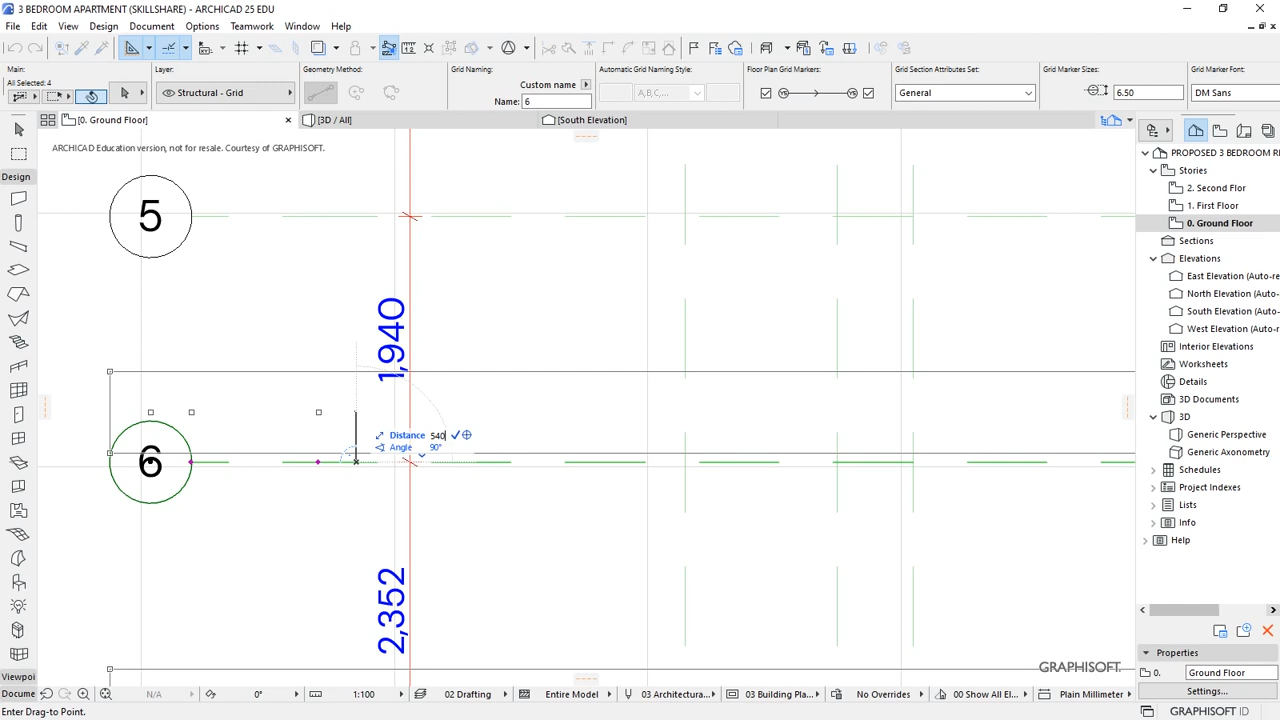 3 BEDROOM APARTMENT (SKILLSHARE) - ARCHICAD 25 EDU
File Edit View Design Document Options Teamwork Window Help
Main:
All Selected: 4
Layer:
Structural - Grid
Geometry Method:
Grid Naming:
Custom name
Name: 6
Automatic Grid Naming Style:
A,B,C,...
Floor Plan Grid Markers:
Grid Section Attributes Set:
General
Grid Marker Sizes:
6.50
Grid Marker Font:
DM Sans
[0. Ground Floor]
[3D / All]
[South Elevation]
ARCHICAD Education version, not for resale. Courtesy of GRAPHISOFT.
Design
5
1,940
Distance 540
Angle 90°
6
2,352
GRAPHISOFT.
PROPOSED 3 BEDROOM R
Stories
2. Second Flor
1. First Floor
0. Ground Floor
Sections
Elevations
East Elevation (Auto-re
North Elevation (Auto-
South Elevation (Auto-
West Elevation (Auto-r
Interior Elevations
Worksheets
Details
3D Documents
3D
Generic Perspective
Generic Axonometry
Schedules
Project Indexes
Lists
Info
Help
Properties
0. Ground Floor
Settings...
Viewpoi
Docume
N/A
0°
1:100
02 Drafting
Entire Model
03 Architectura...
03 Building Pla...
No Overrides
00 Show All El...
Plain Millimeter
Enter Drag-to Point.
GRAPHISOFT ID